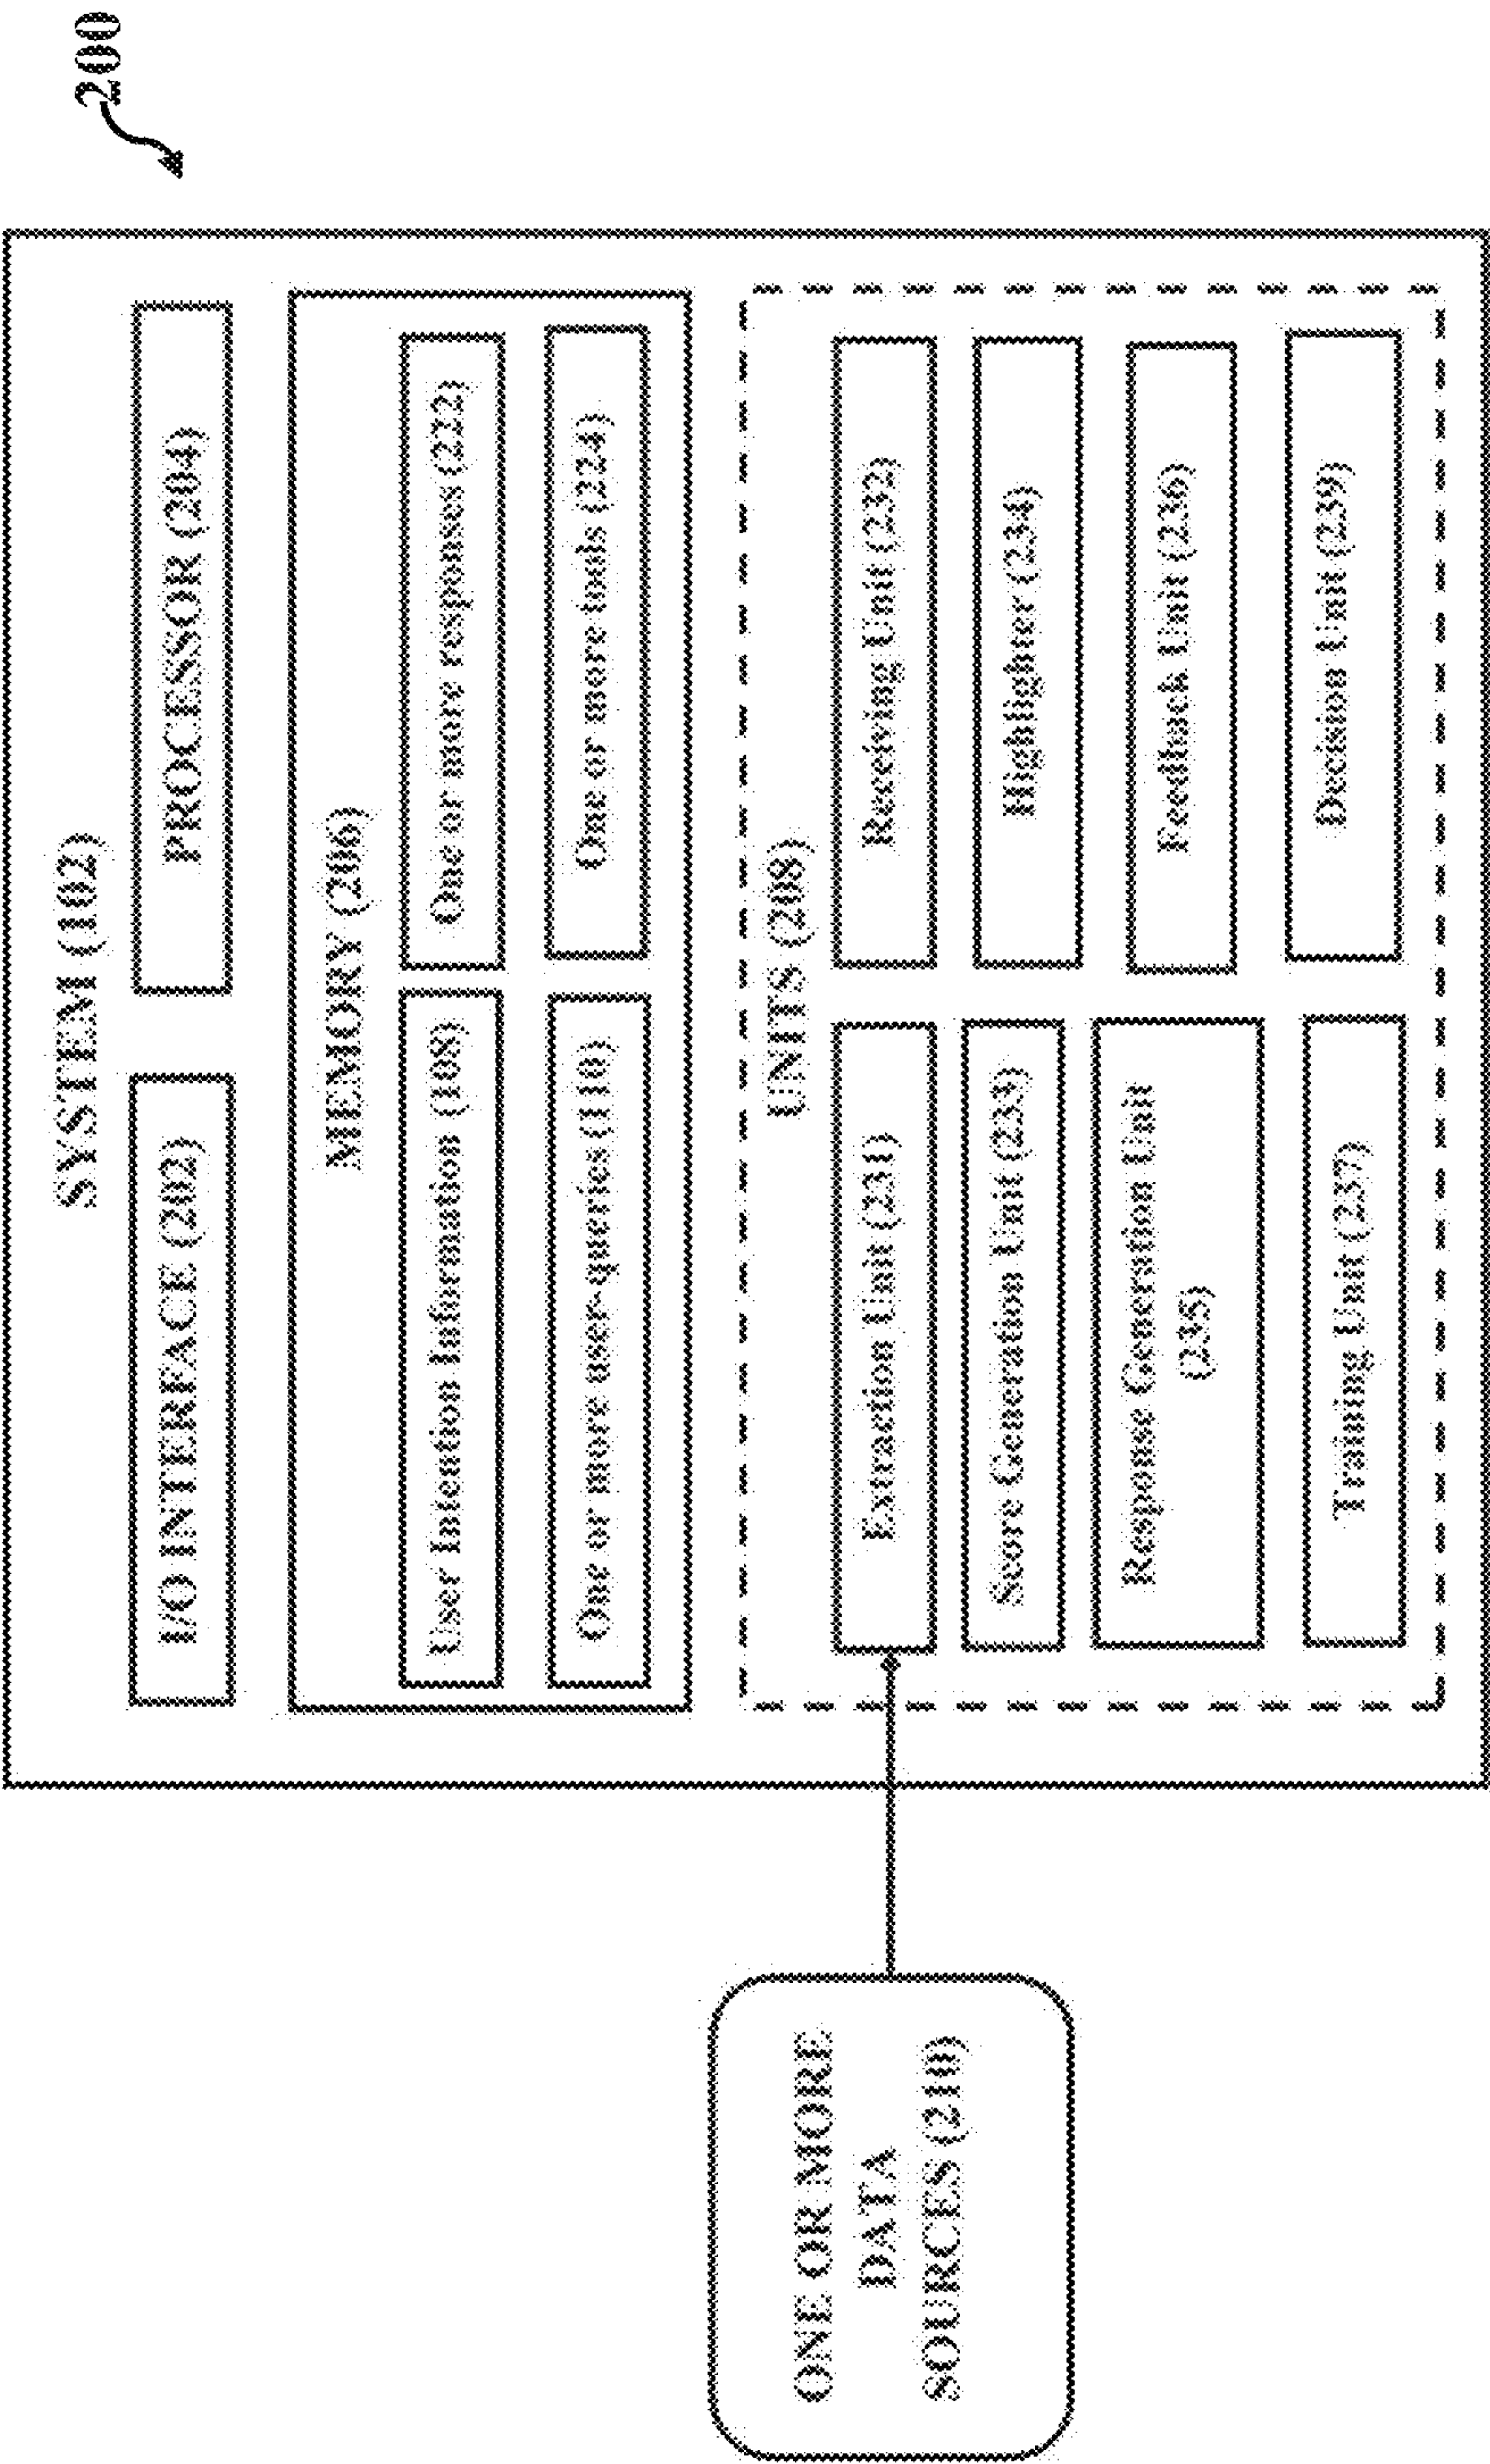 200
SYSTEM (102)
I/O INTERFACE (202)
PROCESSOR (204)
MEMORY (206)
User Intention Information (108)
One or more responses (222)
One or more user-queries (110)
One or more tools (224)
UNITS (208)
Extraction Unit (231)
Receiving Unit (232)
Score Generation Unit (233)
Highlighter (234)
Response Generation Unit
(235)
Feedback Unit (236)
Training Unit (237)
Decision Unit (239)
ONE OR MORE
DATA
SOURCES (210)